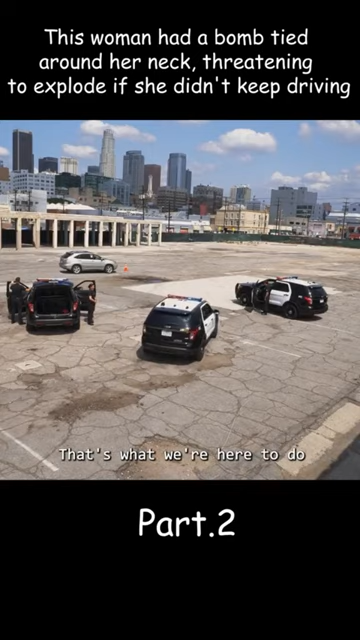 This woman had a bomb tied
around her neck, threatening
to explode if she didn't keep driving
That's what we're here to do
Part.2